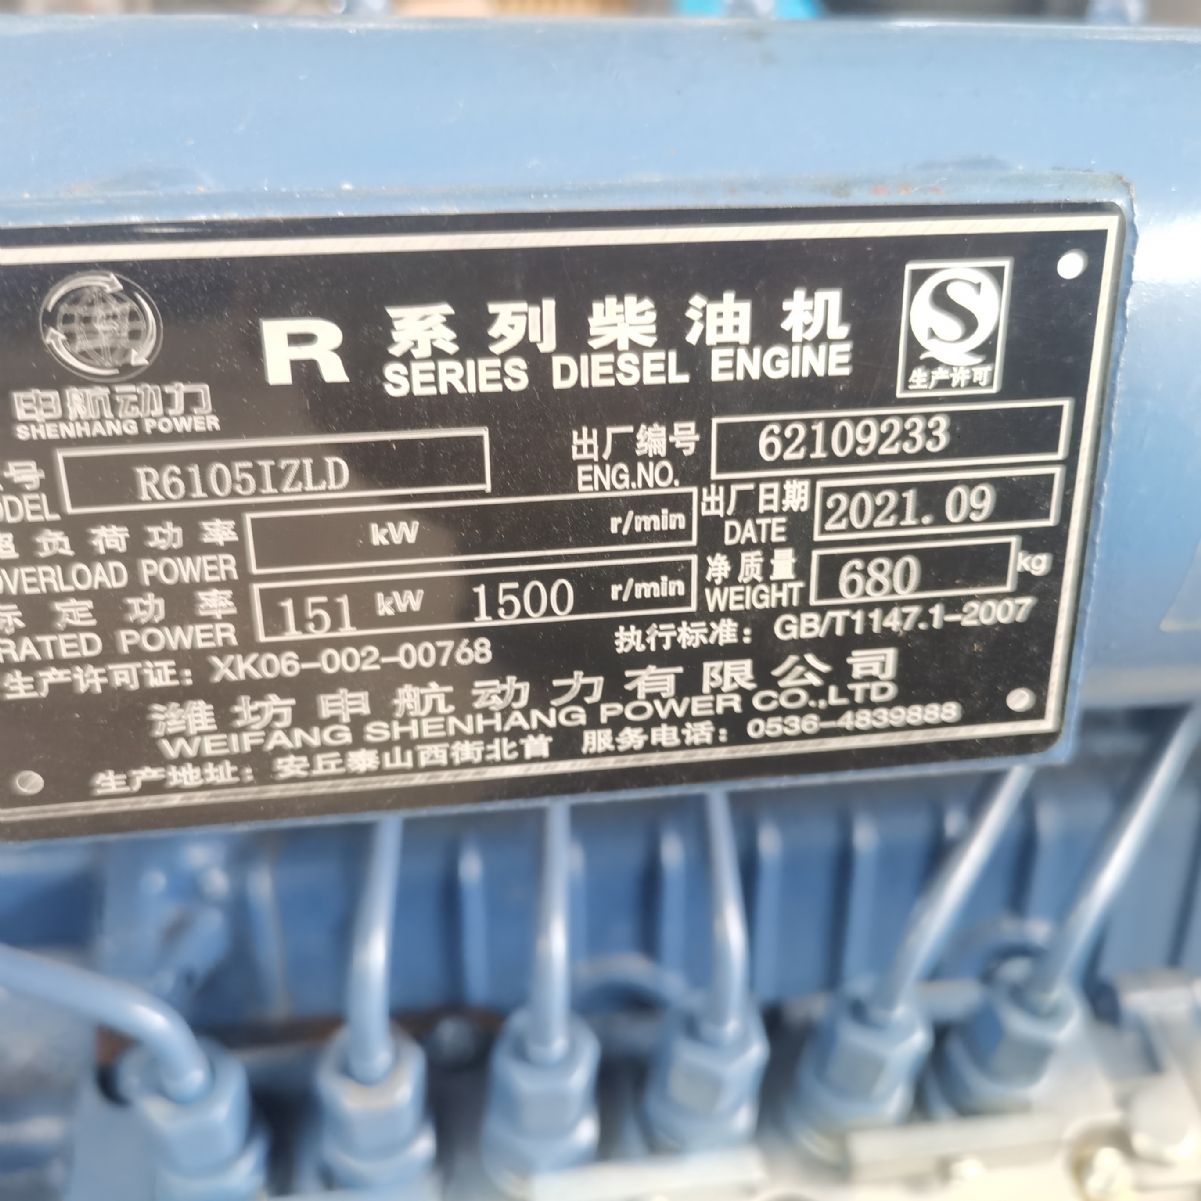 R 系列柴油机
SERIES DIESEL ENGINE
S
生产许可
申航动力
SHENHANG POWER
号 R6105IZLD
ODEL
出厂编号 62109233
ENG.NO.
超负荷功率 kW r/min
OVERLOAD POWER
出厂日期 2021.09
DATE
标定功率 151 kW 1500 r/min
RATED POWER
净质量 680 kg
WEIGHT
生产许可证: XK06-002-00768
执行标准: GB/T1147.1-2007
潍坊申航动力有限公司
WEIFANG SHENHANG POWER CO.,LTD
生产地址: 安丘泰山西街北首 服务电话: 0536-4839888